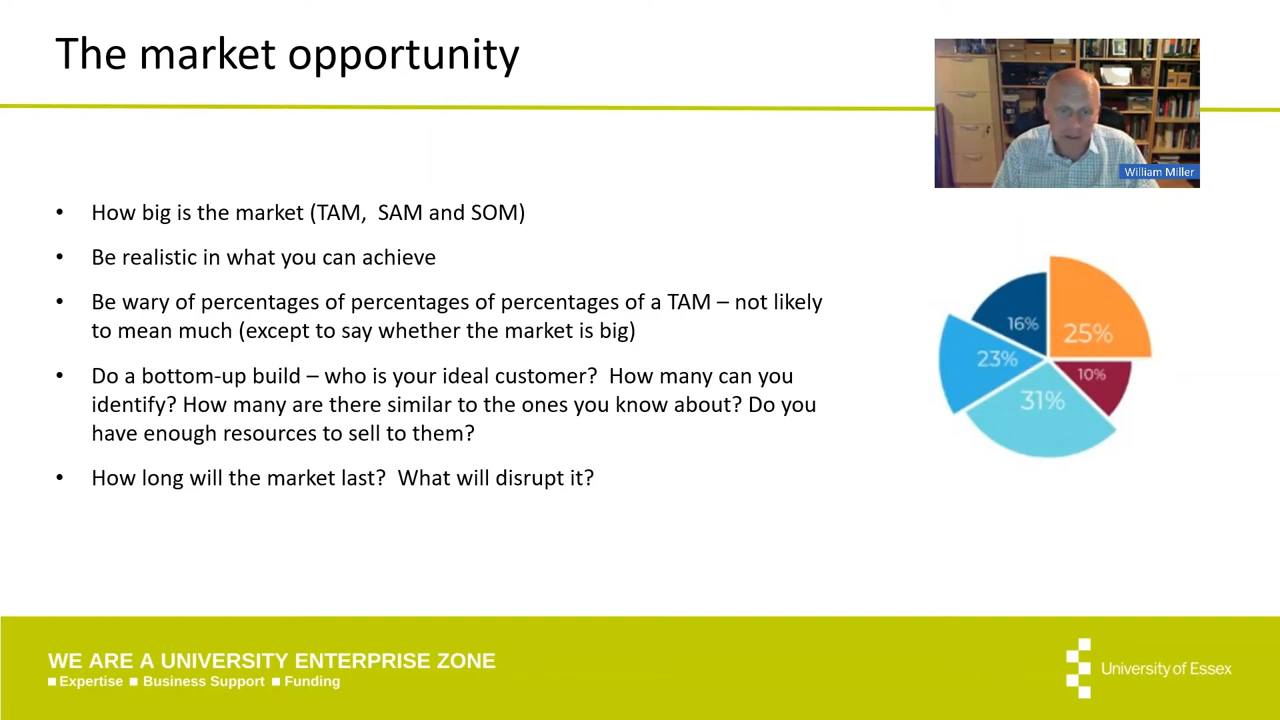 The market opportunity
William Miller
• How big is the market (TAM,  SAM and SOM)
• Be realistic in what you can achieve
• Be wary of percentages of percentages of percentages of a TAM – not likely
to mean much (except to say whether the market is big)
• Do a bottom-up build – who is your ideal customer?  How many can you
identify? How many are there similar to the ones you know about? Do you
have enough resources to sell to them?
• How long will the market last?  What will disrupt it?
16%
25%
23%
10%
31%
WE ARE A UNIVERSITY ENTERPRISE ZONE
■ Expertise ■ Business Support ■ Funding
University of Essex